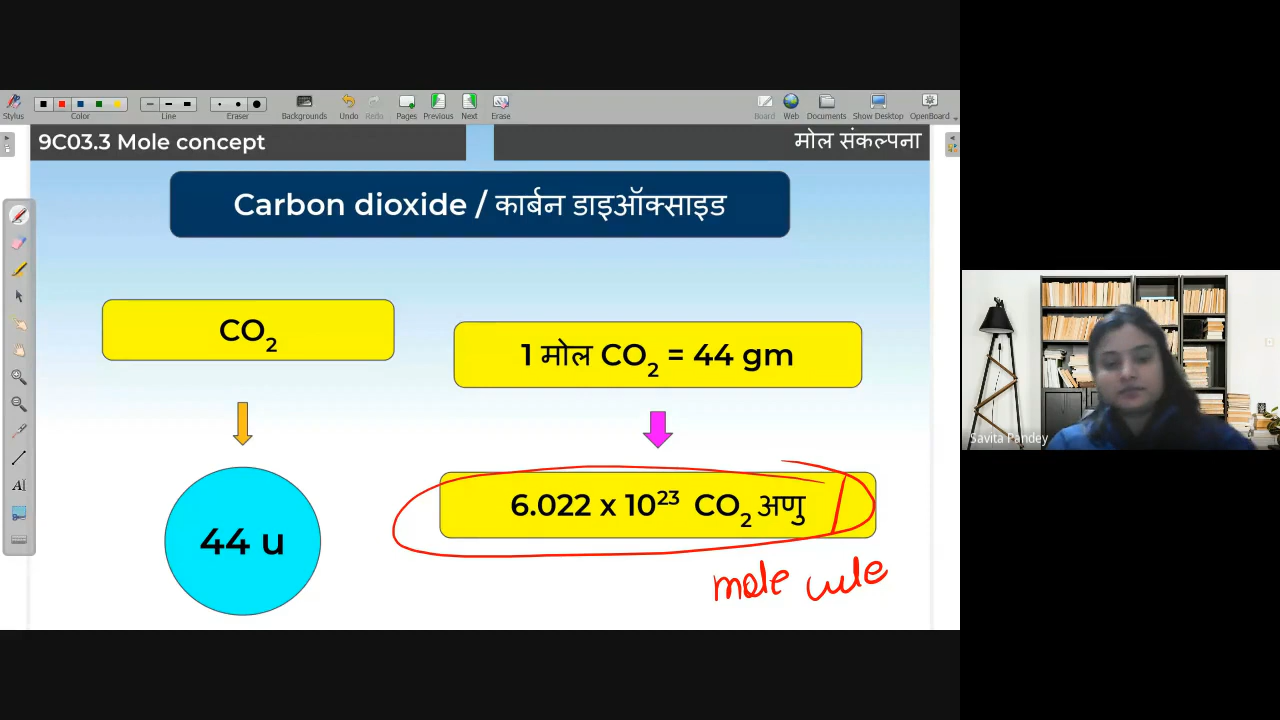 Stylus Color Line Eraser Backgrounds Undo Redo Pages Previous Next Erase Board Web Documents Show Desktop OpenBoard
9C03.3 Mole concept
मोल संकल्पना
Carbon dioxide / कार्बन डाइऑक्साइड
CO₂
1 मोल CO₂ = 44 gm
44 u
6.022 x 10²³ CO₂ अणु
mole cule
Savita Pandey